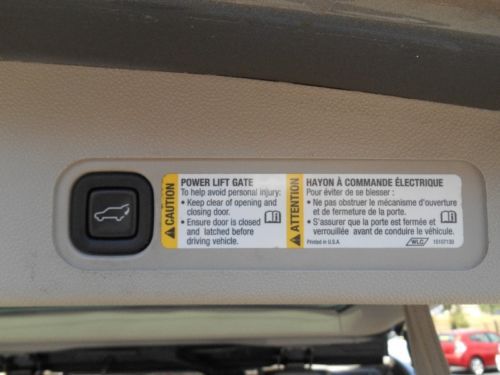 CAUTION
POWER LIFT GATE
To help avoid personal injury:
• Keep clear of opening and
closing door.
• Ensure door is closed
and latched before
driving vehicle.
ATTENTION
HAYON À COMMANDE ÉLECTRIQUE
Pour éviter de se blesser :
• Ne pas obstruer le mécanisme d'ouverture
et de fermeture de la porte.
• S'assurer que la porte est fermée et
verrouillée avant de conduire le véhicule.
Printed in U.S.A. WLC 15107130